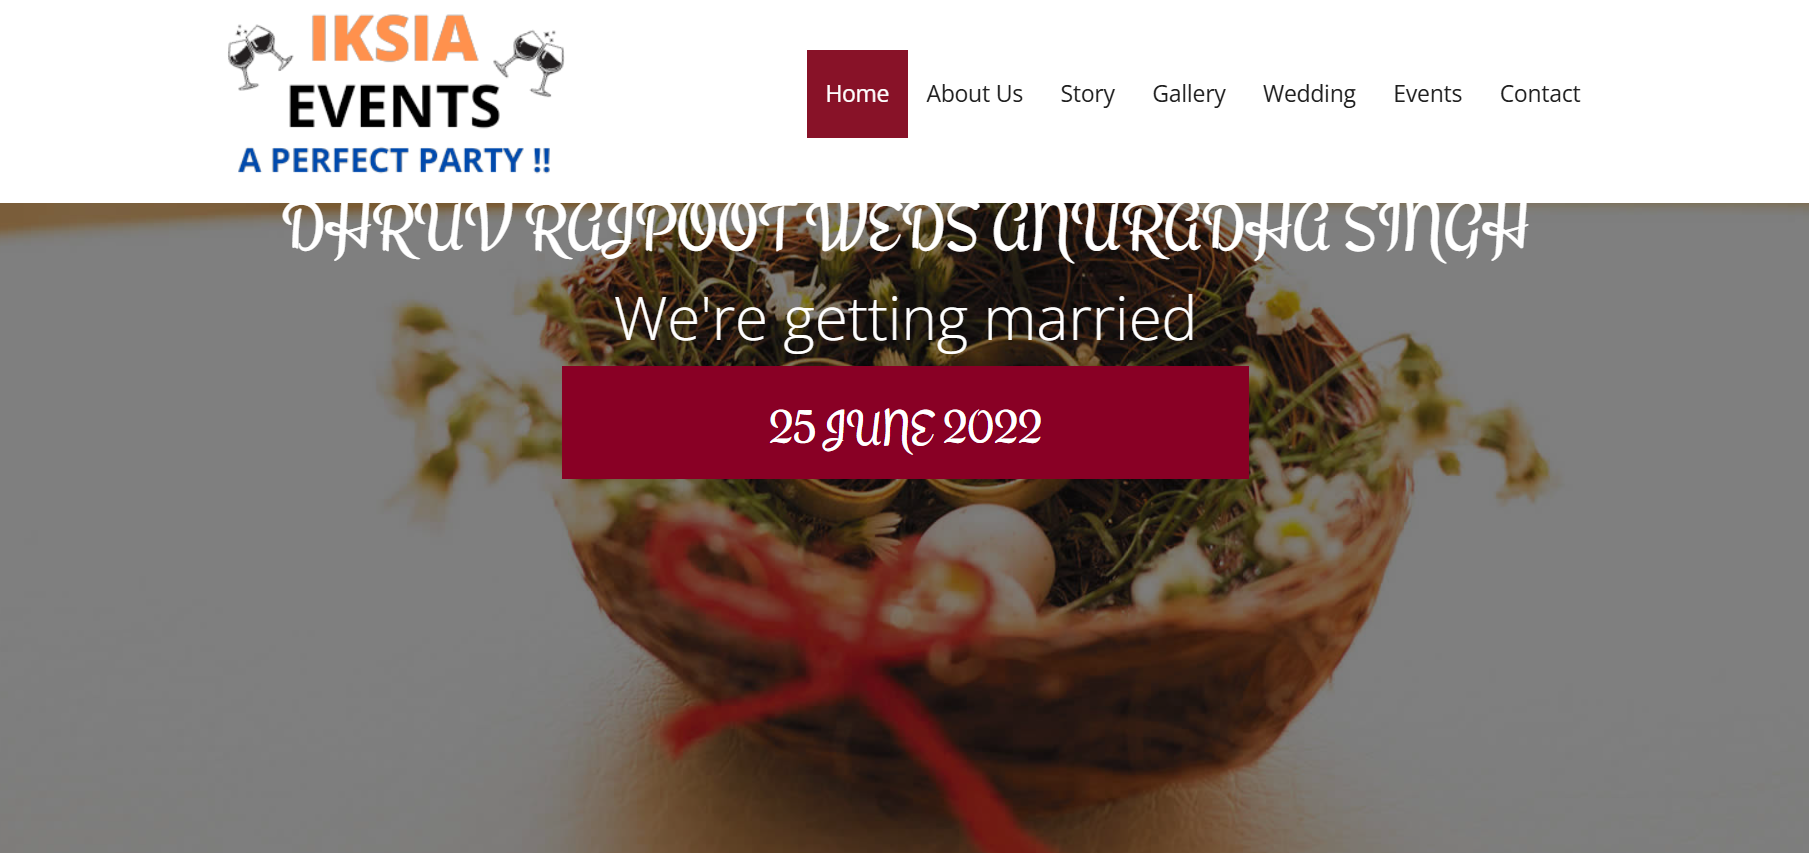 IKSIA
EVENTS
A PERFECT PARTY !!
Home About Us Story Gallery Wedding Events Contact
DHRUV RAJPOOT WEDS ANURADHA SINGH
We're getting married
25 JUNE 2022